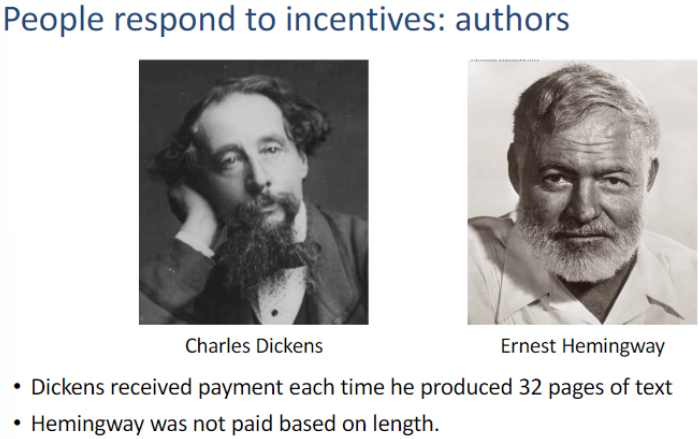 People respond to incentives: authors
Charles Dickens
Ernest Hemingway
• Dickens received payment each time he produced 32 pages of text
• Hemingway was not paid based on length.